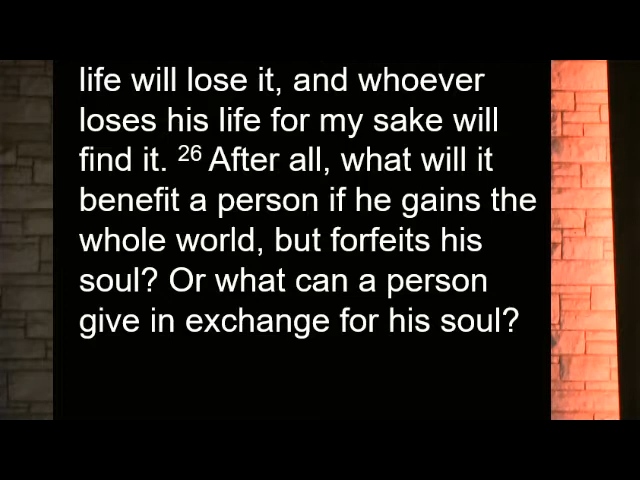 life will lose it, and whoever
loses his life for my sake will
find it. 26 After all, what will it
benefit a person if he gains the
whole world, but forfeits his
soul? Or what can a person
give in exchange for his soul?